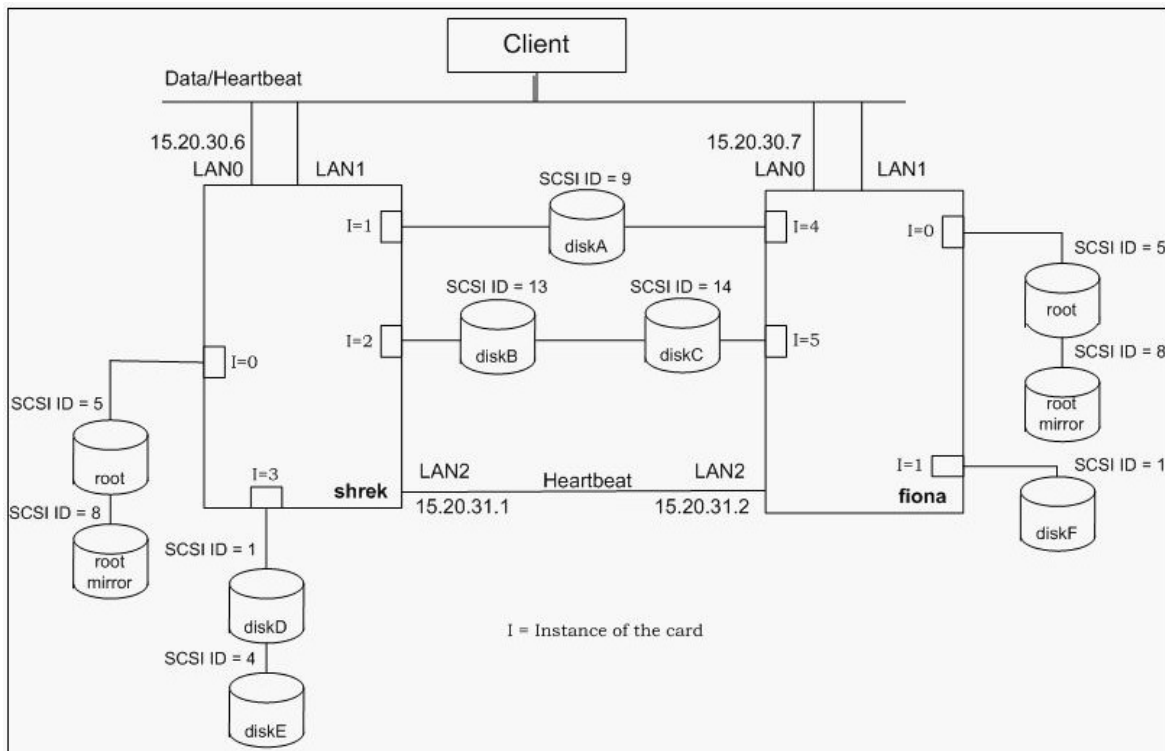 Client
Data/Heartbeat
15.20.30.6
LAN0
LAN1
15.20.30.7
LAN0
LAN1
SCSI ID = 9
diskA
I=1
I=4
I=0
SCSI ID = 5
root
SCSI ID = 13
SCSI ID = 14
diskB
diskC
I=2
I=5
I=0
SCSI ID = 8
root
mirror
SCSI ID = 5
root
I=3
shrek
LAN2
Heartbeat
LAN2
15.20.31.1
15.20.31.2
I=1
fiona
SCSI ID = 1
diskF
SCSI ID = 8
root
mirror
SCSI ID = 1
diskD
I = Instance of the card
SCSI ID = 4
diskE